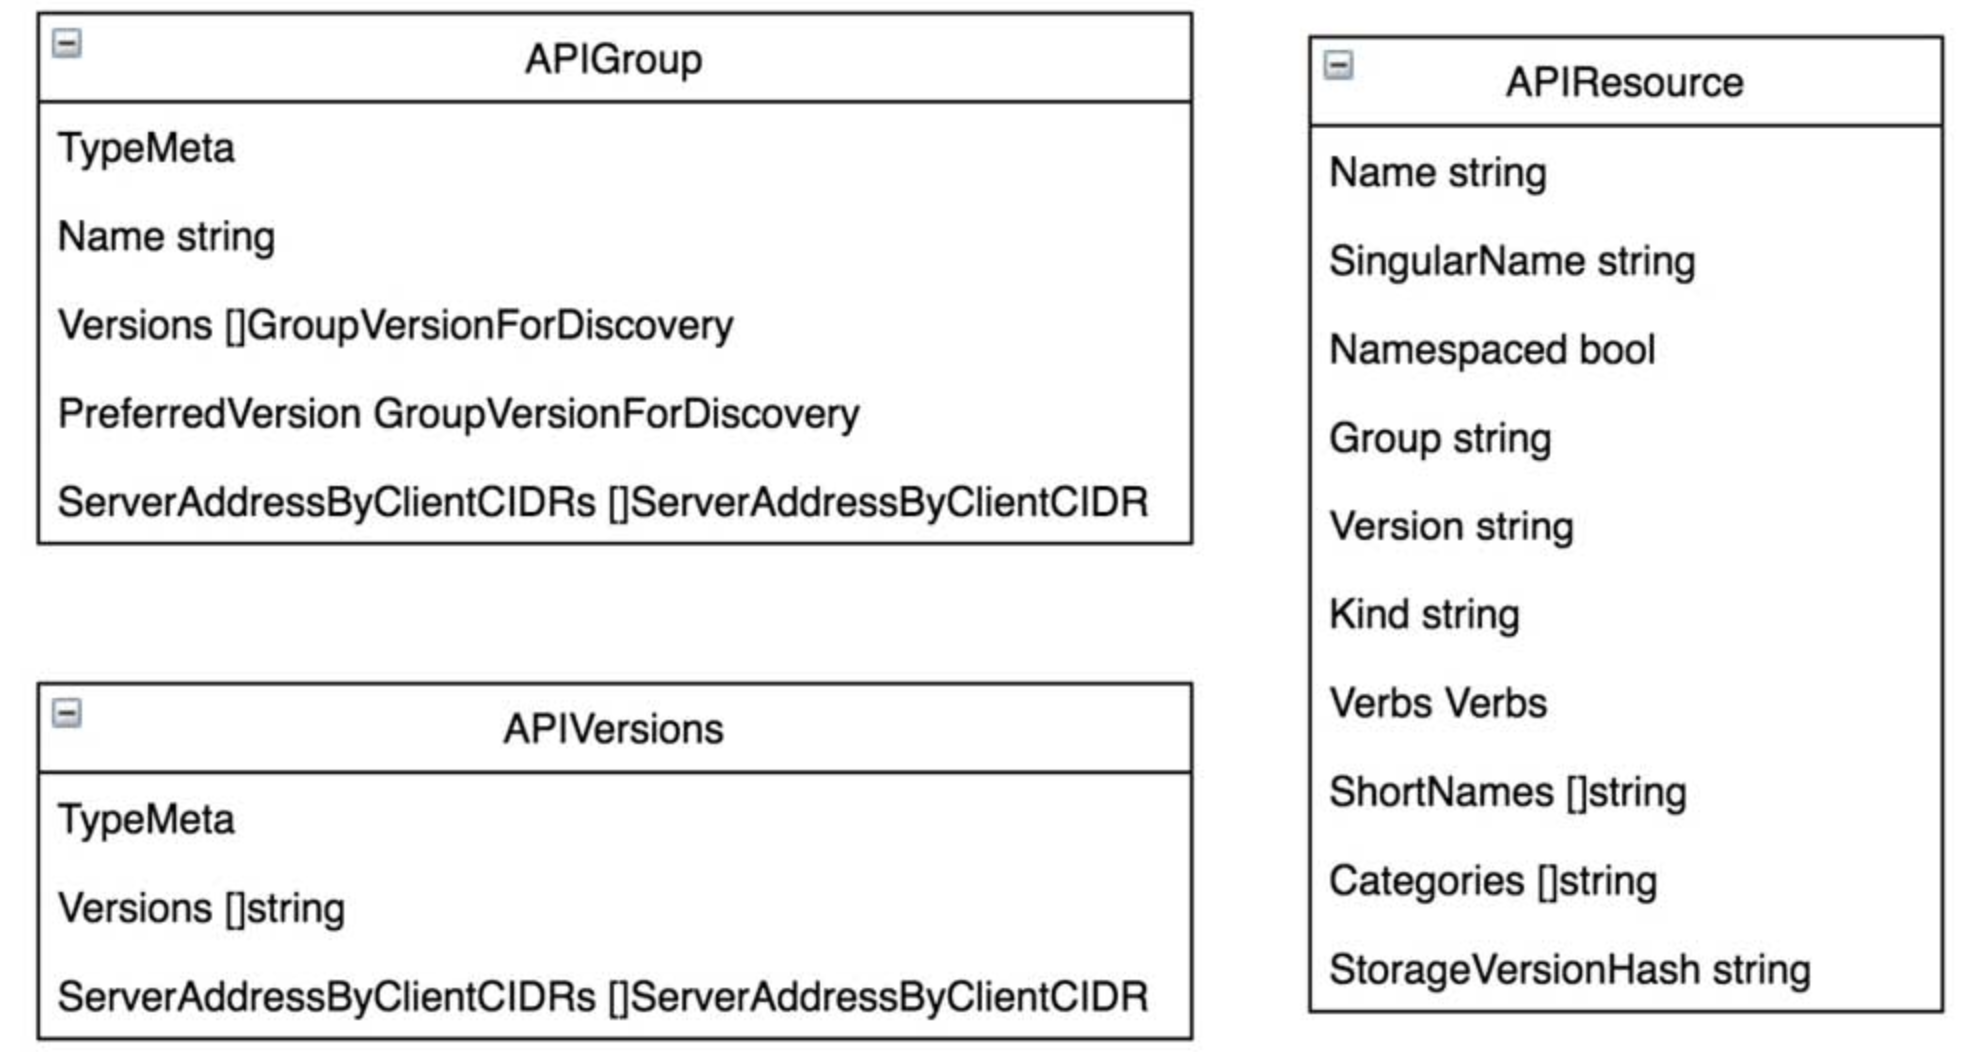 APIGroup
TypeMeta
Name string
Versions []GroupVersionForDiscovery
PreferredVersion GroupVersionForDiscovery
ServerAddressByClientCIDRs []ServerAddressByClientCIDR
APIVersions
TypeMeta
Versions []string
ServerAddressByClientCIDRs []ServerAddressByClientCIDR
APIResource
Name string
SingularName string
Namespaced bool
Group string
Version string
Kind string
Verbs Verbs
ShortNames []string
Categories []string
StorageVersionHash string